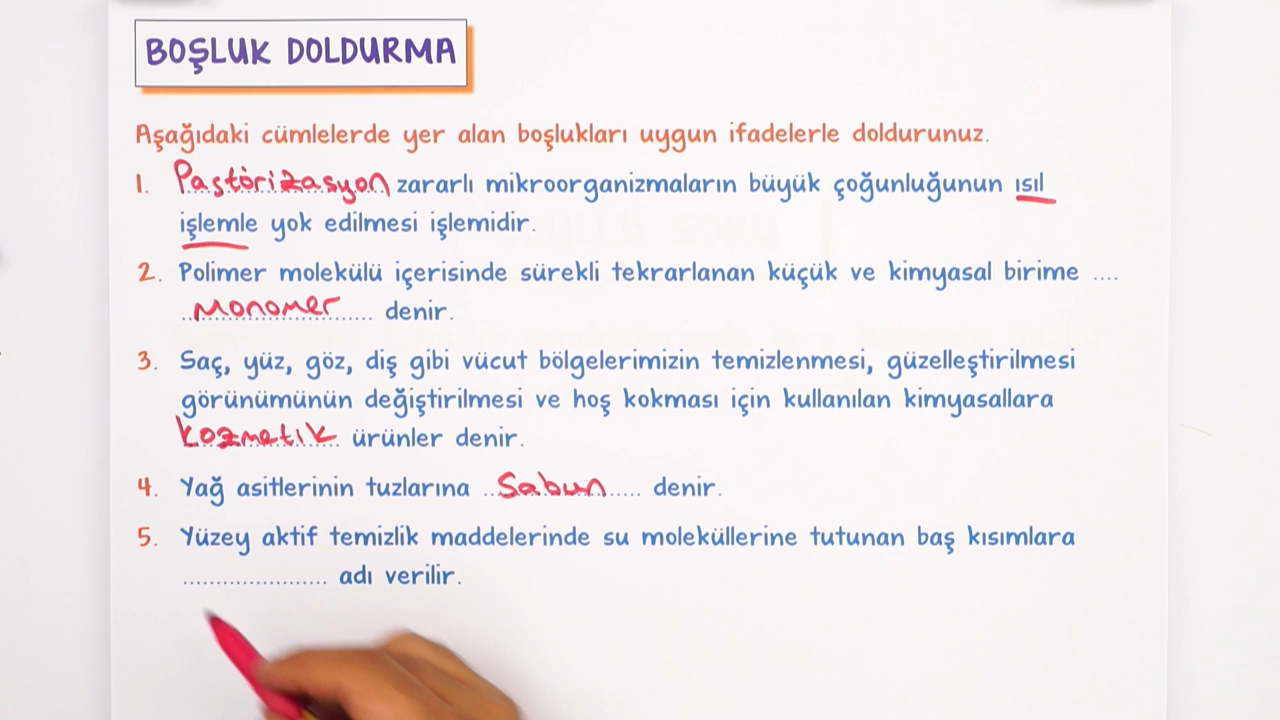 BOŞLUK DOLDURMA
Aşağıdaki cümlelerde yer alan boşlukları uygun ifadelerle doldurunuz.
1. Pastörizasyon zararlı mikroorganizmaların büyük çoğunluğunun ısıl
işlemle yok edilmesi işlemidir.
2. Polimer molekülü içerisinde sürekli tekrarlanan küçük ve kimyasal birime ....
Monomer denir.
3. Saç, yüz, göz, diş gibi vücut bölgelerimizin temizlenmesi, güzelleştirilmesi
görünümünün değiştirilmesi ve hoş kokması için kullanılan kimyasallara
kozmetik ürünler denir.
4. Yağ asitlerinin tuzlarına Sabun denir.
5. Yüzey aktif temizlik maddelerinde su moleküllerine tutunan baş kısımlara
...................... adı verilir.